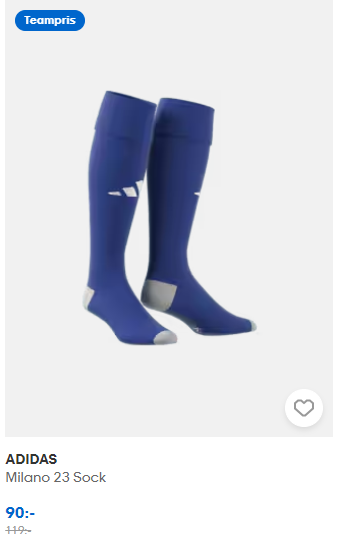 Teampris
ADIDAS
Milano 23 Sock
90:-
119:-